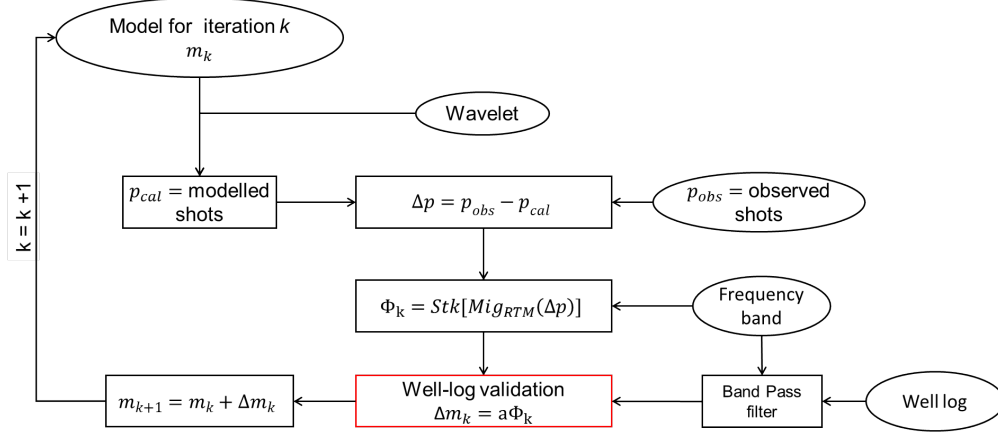 Model for iteration k
m_k
Wavelet
p_cal = modelled
shots
Δp = p_obs − p_cal
p_obs = observed
shots
k = k +1
Φ_k = Stk[Mig_RTM(Δp)]
Frequency
band
m_k+1 = m_k + Δm_k
Well-log validation
Δm_k = aΦ_k
Band Pass
filter
Well log